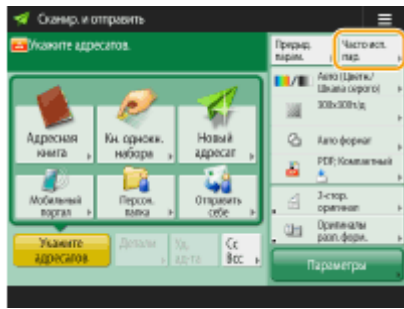 Сканир. и отправить
Укажите адресатов.
Предыд.
парам.
Часто исп.
пар.
Авто (Цветн./
Шкала серого)
300x300т/д
Авто формат
PDF; Компактный
2-стор.
оригинал
Оригиналы
разл. форм.
Параметры
Адресная
книга
Кн. однокн.
набора
Новый
адресат
Мобильный
портал
Персон.
папка
Отправить
себе
Укажите
адресатов
Детали
Уд.
ад-та
Cc
Bcc